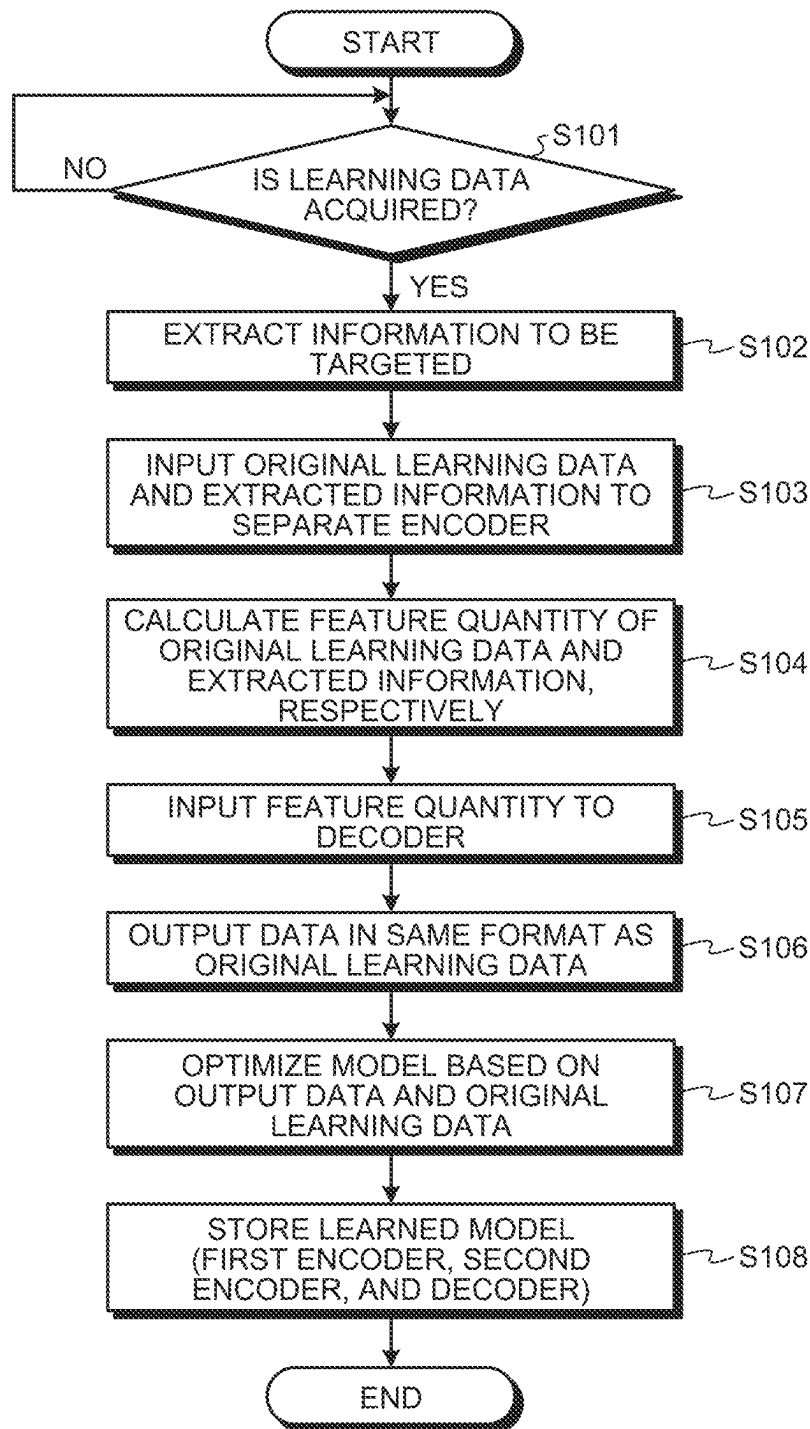 START
S101
NO
IS LEARNING DATA
ACQUIRED?
YES
EXTRACT INFORMATION TO BE
TARGETED
S102
INPUT ORIGINAL LEARNING DATA
AND EXTRACTED INFORMATION TO
SEPARATE ENCODER
S103
CALCULATE FEATURE QUANTITY OF
ORIGINAL LEARNING DATA AND
EXTRACTED INFORMATION,
RESPECTIVELY
S104
INPUT FEATURE QUANTITY TO
DECODER
S105
OUTPUT DATA IN SAME FORMAT AS
ORIGINAL LEARNING DATA
S106
OPTIMIZE MODEL BASED ON
OUTPUT DATA AND ORIGINAL
LEARNING DATA
S107
STORE LEARNED MODEL
(FIRST ENCODER, SECOND
ENCODER, AND DECODER)
S108
END